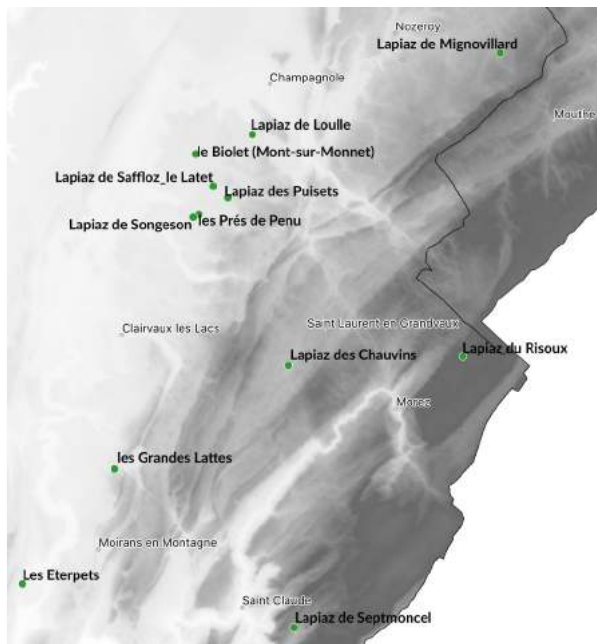 Nozeroy
Lapiaz de Mignovillard
Champagnole
Mouthe
Lapiaz de Loulle
le Biolet (Mont-sur-Monnet)
Lapiaz de Saffloz_le Latet
Lapiaz des Puisets
Lapiaz de Songeson
les Prés de Penu
Clairvaux les Lacs
Saint Laurent en Grandvaux
Lapiaz des Chauvins
Lapiaz du Risoux
Morez
les Grandes Lattes
Moirans en Montagne
Les Eterpets
Saint Claude
Lapiaz de Septmoncel